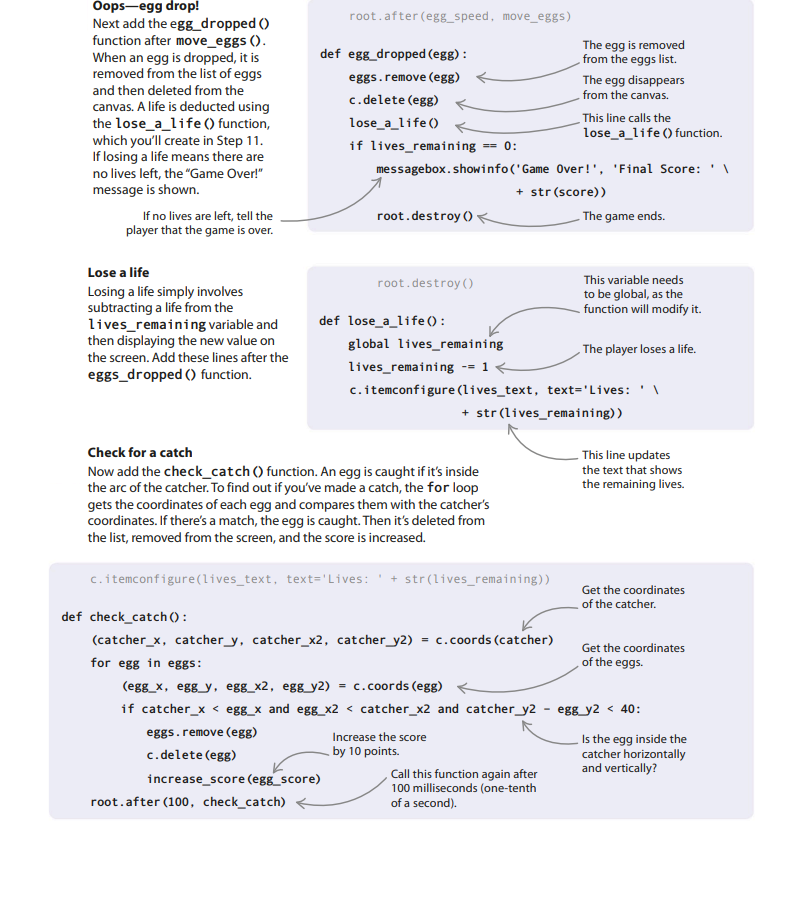 Oops—egg drop!
Next add the egg_dropped()
function after move_eggs().
When an egg is dropped, it is
removed from the list of eggs
and then deleted from the
canvas. A life is deducted using
the lose_a_life() function,
which you'll create in Step 11.
If losing a life means there are
no lives left, the "Game Over!"
message is shown.
If no lives are left, tell the
player that the game is over.
root.after(egg_speed, move_eggs)
def egg_dropped(egg):
eggs.remove(egg)
c.delete(egg)
lose_a_life()
if lives_remaining == 0:
messagebox.showinfo('Game Over!', 'Final Score: ' \
+ str(score))
root.destroy()
The egg is removed
from the eggs list.
The egg disappears
from the canvas.
This line calls the
lose_a_life() function.
The game ends.
Lose a life
Losing a life simply involves
subtracting a life from the
lives_remaining variable and
then displaying the new value on
the screen. Add these lines after the
eggs_dropped() function.
root.destroy()
def lose_a_life():
global lives_remaining
lives_remaining -= 1
c.itemconfigure(lives_text, text='Lives: ' \
+ str(lives_remaining))
This variable needs
to be global, as the
function will modify it.
The player loses a life.
This line updates
the text that shows
the remaining lives.
Check for a catch
Now add the check_catch() function. An egg is caught if it's inside
the arc of the catcher. To find out if you've made a catch, the for loop
gets the coordinates of each egg and compares them with the catcher's
coordinates. If there's a match, the egg is caught. Then it's deleted from
the list, removed from the screen, and the score is increased.
c.itemconfigure(lives_text, text='Lives: ' + str(lives_remaining))
def check_catch():
(catcher_x, catcher_y, catcher_x2, catcher_y2) = c.coords(catcher)
for egg in eggs:
(egg_x, egg_y, egg_x2, egg_y2) = c.coords(egg)
if catcher_x < egg_x and egg_x2 < catcher_x2 and catcher_y2 - egg_y2 < 40:
eggs.remove(egg)
c.delete(egg)
increase_score(egg_score)
root.after(100, check_catch)
Get the coordinates
of the catcher.
Get the coordinates
of the eggs.
Is the egg inside the
catcher horizontally
and vertically?
Increase the score
by 10 points.
Call this function again after
100 milliseconds (one-tenth
of a second).